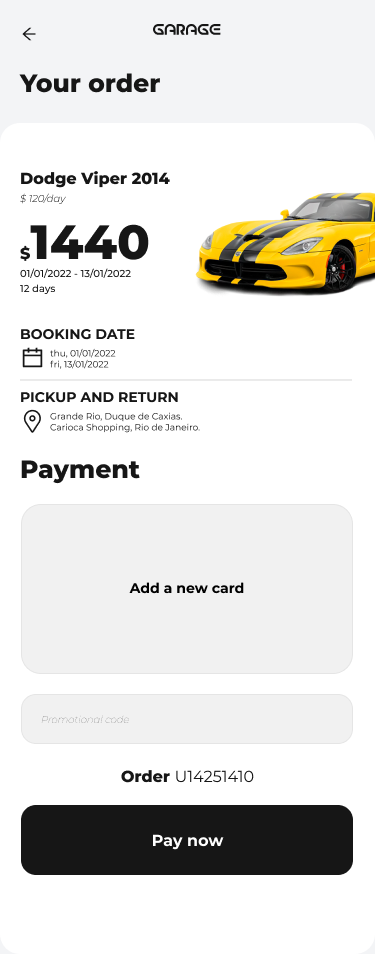 GARAGE
Your order
Dodge Viper 2014
$ 120/day
$1440
01/01/2022 - 13/01/2022
12 days
BOOKING DATE
thu, 01/01/2022
fri, 13/01/2022
PICKUP AND RETURN
Grande Rio, Duque de Caxias.
Carioca Shopping, Rio de Janeiro.
Payment
Add a new card
Promotional code
Order U14251410
Pay now